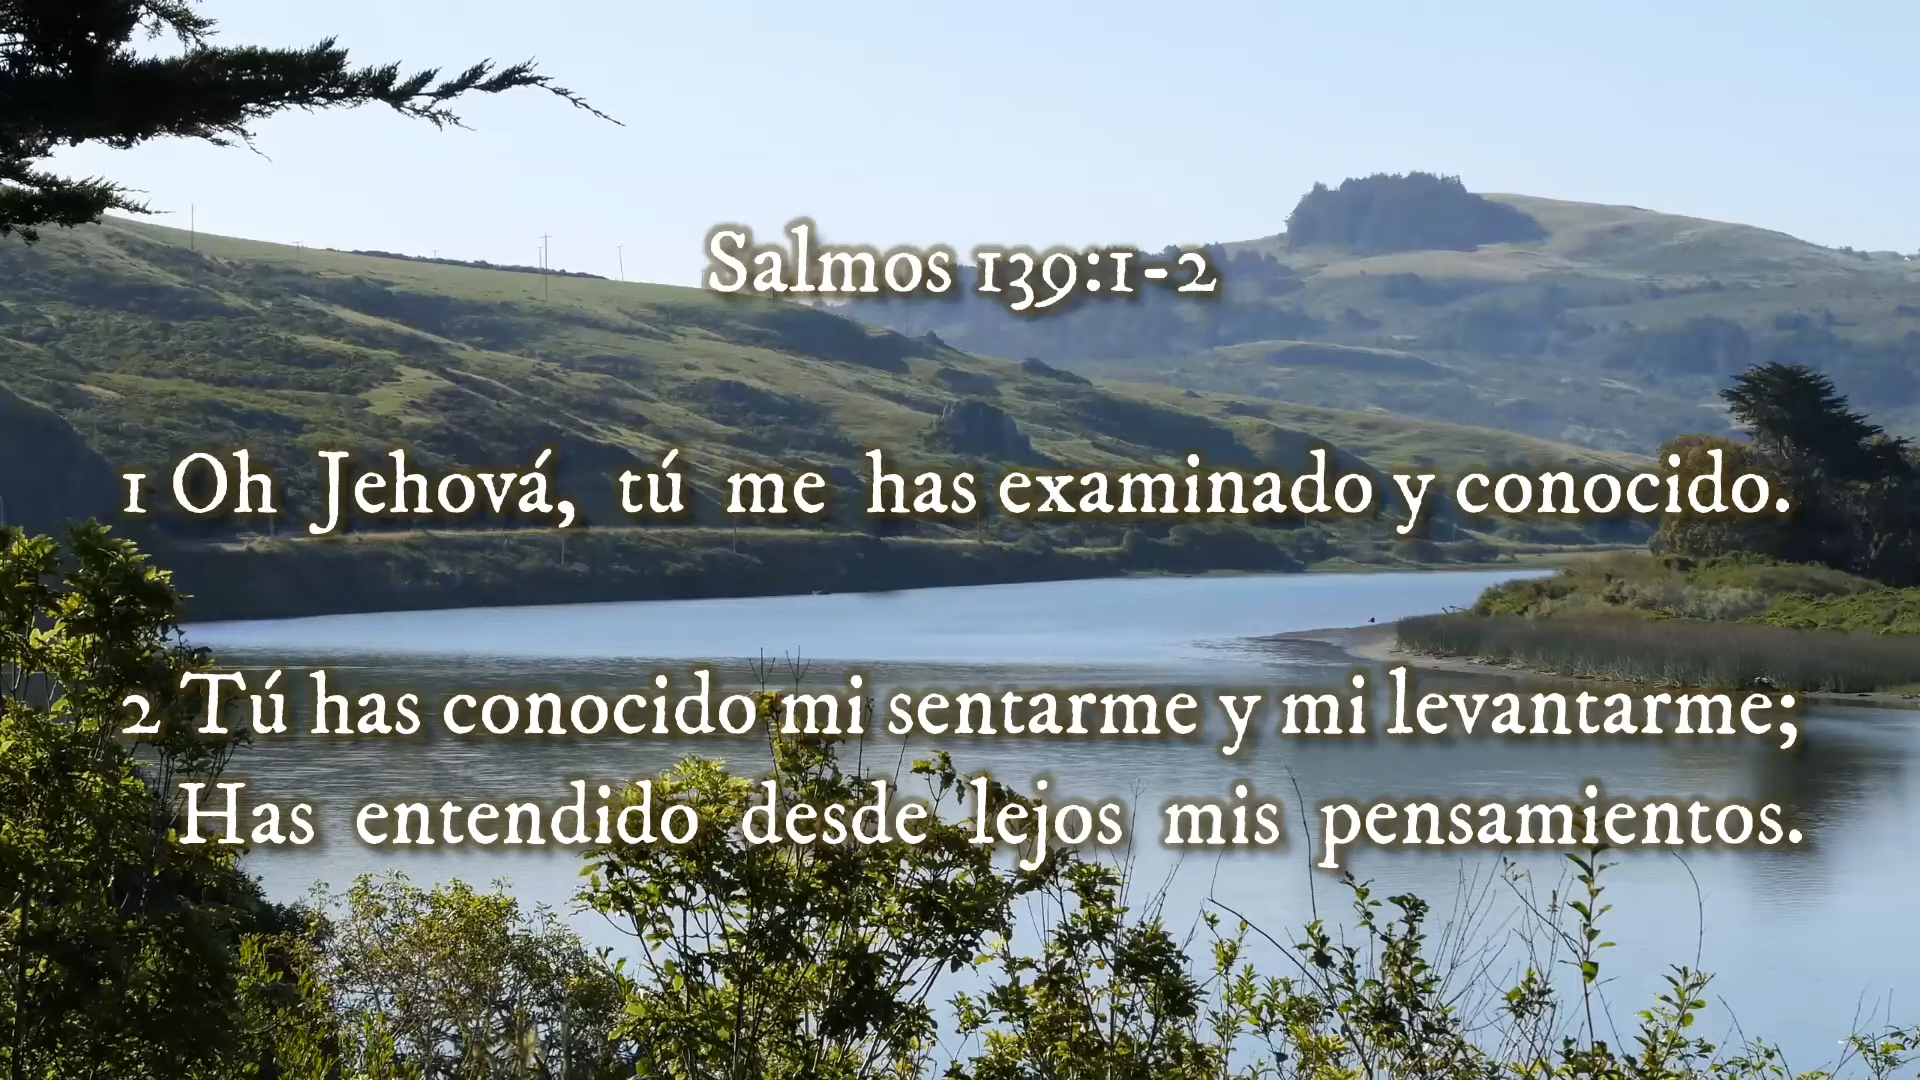 Salmos 139:1-2
1 Oh Jehová, tú me has examinado y conocido.
2 Tú has conocido mi sentarme y mi levantarme;
Has entendido desde lejos mis pensamientos.